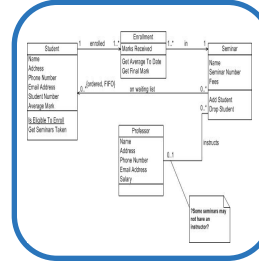 Enrollment
Marks Received
Get Average To Date
Get Final Mark
Student
Name
Address
Phone Number
Email Address
Student Number
Average Mark
Is Eligible To Enroll
Get Seminars Taken
1
enrolled
1..*
1..*
in
1
Seminar
Name
Seminar Number
Fees
Add Student
Drop Student
{ordered, FIFO}
0..*
on waiting list
0..*
0..*
instructs
Professor
Name
Address
Phone Number
Email Address
Salary
0..1
?Some seminars may
not have an
instructor?